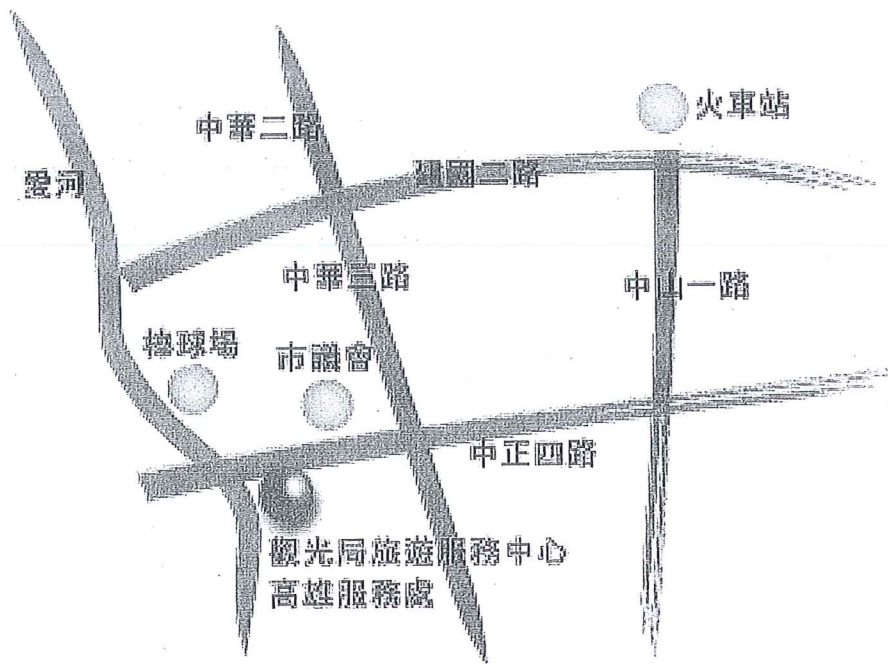 火車站
中華二路
建國二路
愛河
中華三路
中山一路
棒球場
市議會
中正四路
觀光局旅遊服務中心
高雄服務處